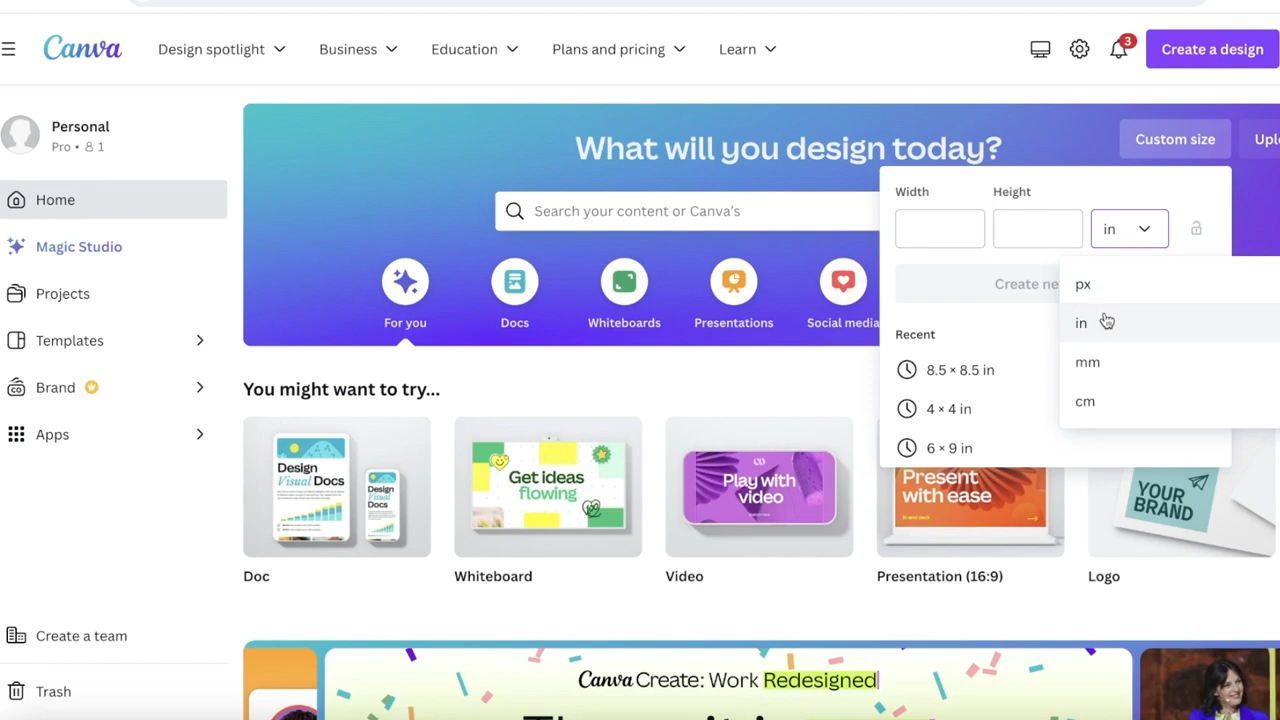 Canva
Design spotlight
Business
Education
Plans and pricing
Learn
3
Create a design
Personal
Pro • 1
Home
Magic Studio
Projects
Templates
Brand
Apps
Create a team
Trash
What will you design today?
Custom size
Search your content or Canva's
For you
Docs
Whiteboards
Presentations
Social media
Width
Height
in
px
in
mm
cm
Recent
8.5 × 8.5 in
4 × 4 in
6 × 9 in
You might want to try...
Design
Visual Docs
Design
Visual
Docs
Get ideas
flowing
Play with
video
Present
with ease
YOUR
BRAND
Doc
Whiteboard
Video
Presentation (16:9)
Logo
Canva Create: Work Redesigned